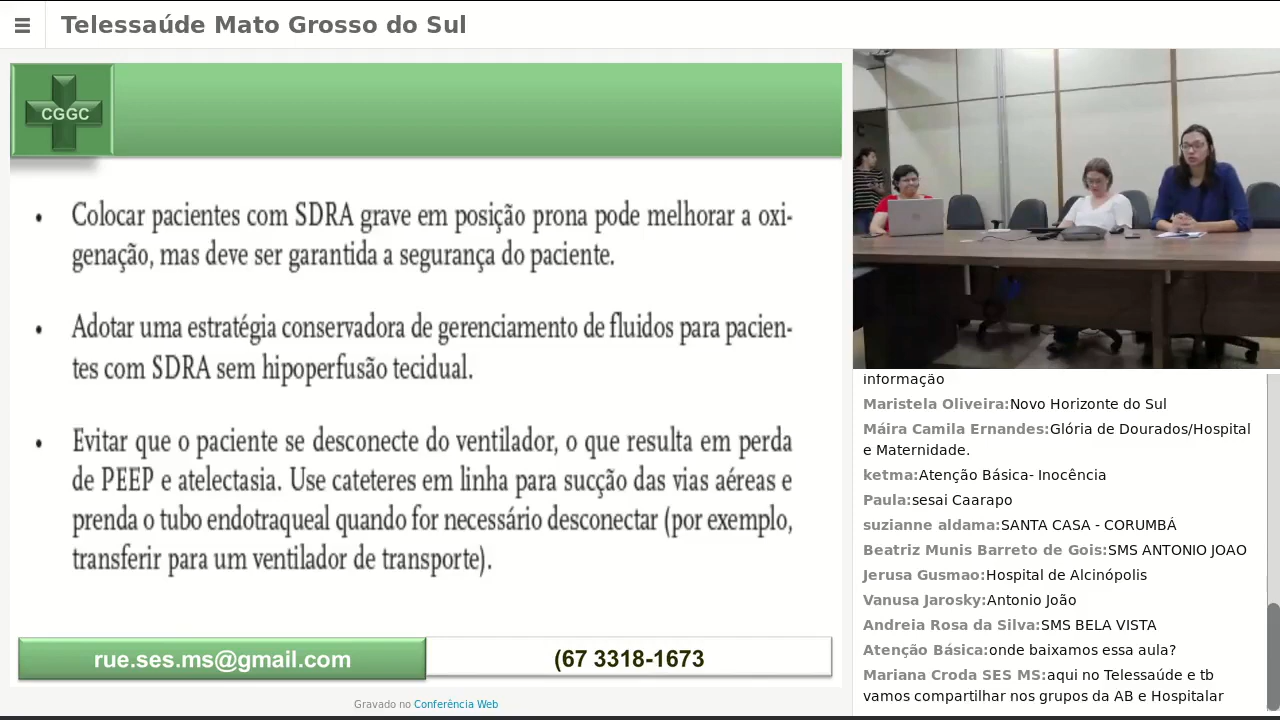 Telessaúde Mato Grosso do Sul
CGGC
• Colocar pacientes com SDRA grave em posição prona pode melhorar a oxi-
genação, mas deve ser garantida a segurança do paciente.
• Adotar uma estratégia conservadora de gerenciamento de fluidos para pacien-
tes com SDRA sem hipoperfusão tecidual.
• Evitar que o paciente se desconecte do ventilador, o que resulta em perda
de PEEP e atelectasia. Use cateteres em linha para sucção das vias aéreas e
prenda o tubo endotraqueal quando for necessário desconectar (por exemplo,
transferir para um ventilador de transporte).
rue.ses.ms@gmail.com
(67 3318-1673
Gravado no Conferência Web
informação
Maristela Oliveira:Novo Horizonte do Sul
Máira Camila Ernandes:Glória de Dourados/Hospital
e Maternidade.
ketma:Atenção Básica- Inocência
Paula:sesai Caarapo
suzianne aldama:SANTA CASA - CORUMBÁ
Beatriz Munis Barreto de Gois:SMS ANTONIO JOAO
Jerusa Gusmao:Hospital de Alcinópolis
Vanusa Jarosky:Antonio João
Andreia Rosa da Silva:SMS BELA VISTA
Atenção Básica:onde baixamos essa aula?
Mariana Croda SES MS:aqui no Telessaúde e tb
vamos compartilhar nos grupos da AB e Hospitalar